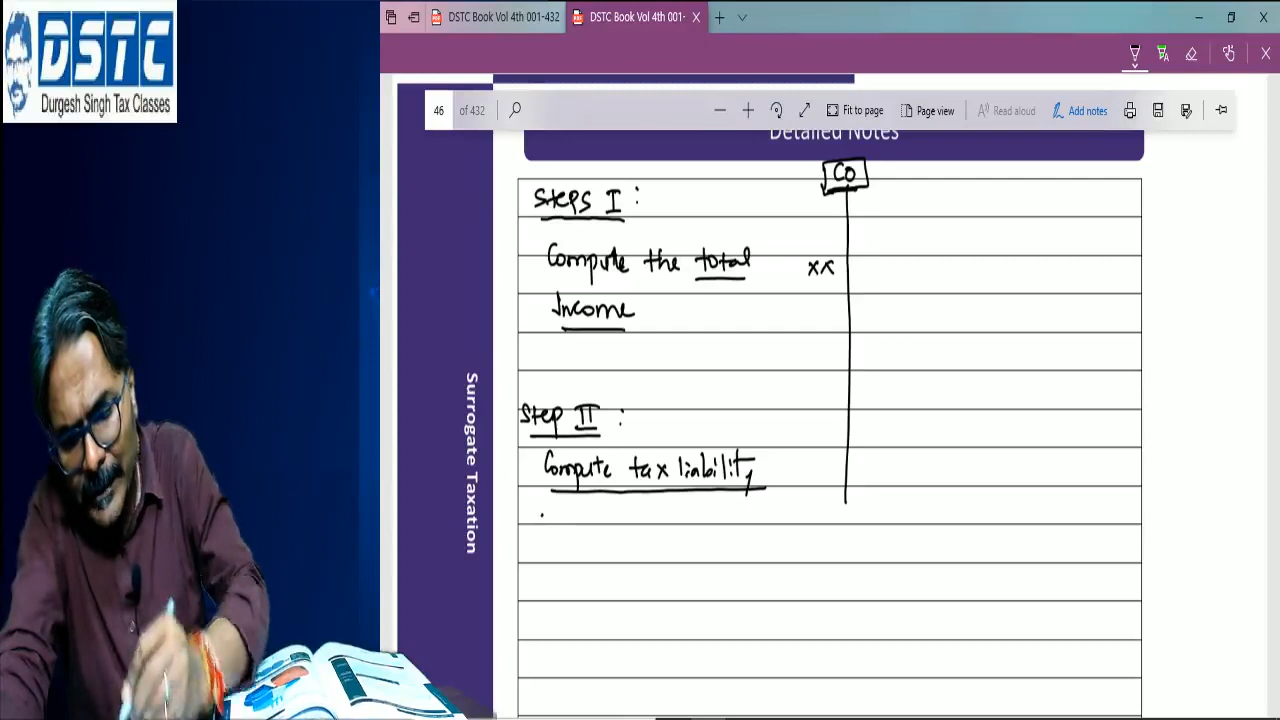 DSTC
Durgesh Singh Tax Classes
DSTC Book Vol 4th 001-432
DSTC Book Vol 4th 001-
46 of 432
Fit to page
Page view
Read aloud
Add notes
Detailed Notes
Co
Steps I :
Compute the total xx
Income
Step II :
Compute tax liability
Surrogate Taxation